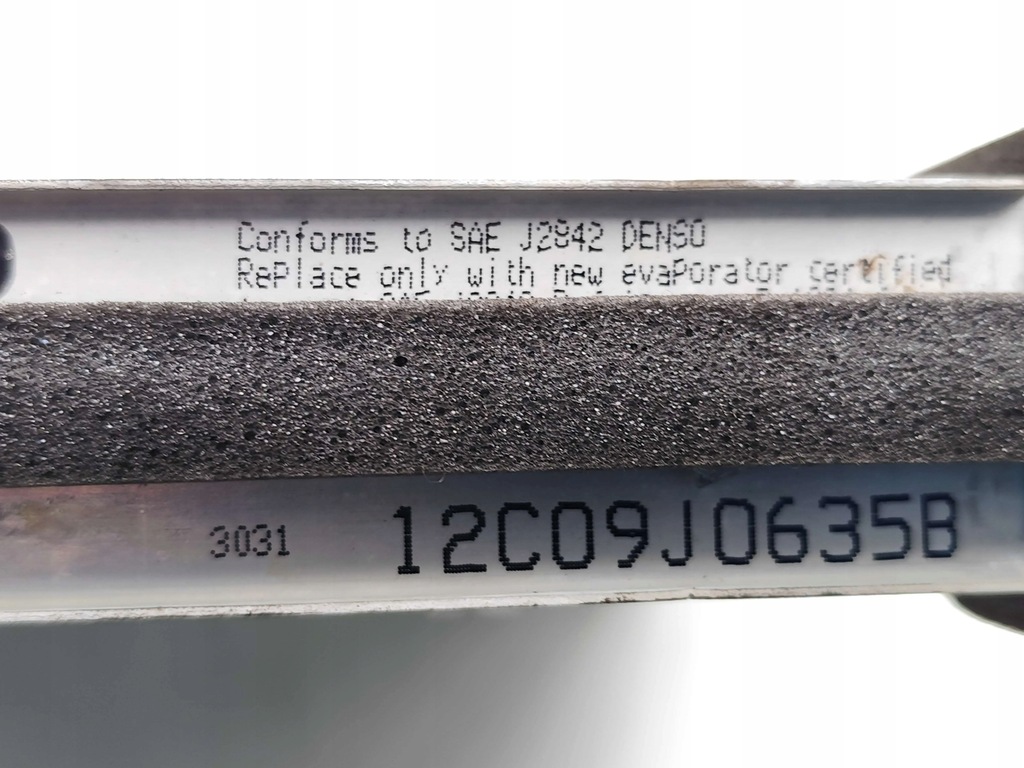 Conforms to SAE J2842 DENSO
RePlace only with new evaPorator certified
3031 12C09J0635B